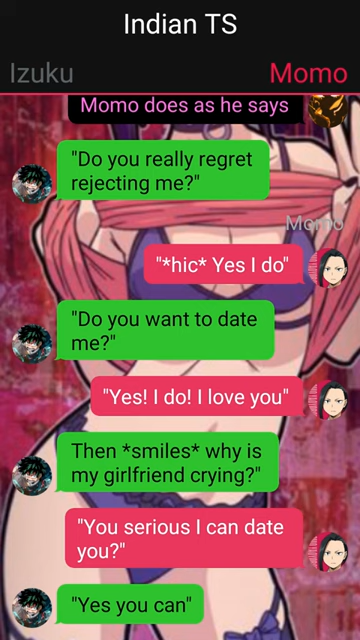 Indian TS
Izuku
Momo
Momo does as he says
"Do you really regret
rejecting me?"
Momo
"*hic* Yes I do"
"Do you want to date
me?"
"Yes! I do! I love you"
Then *smiles* why is
my girlfriend crying?"
"You serious I can date
you?"
"Yes you can"